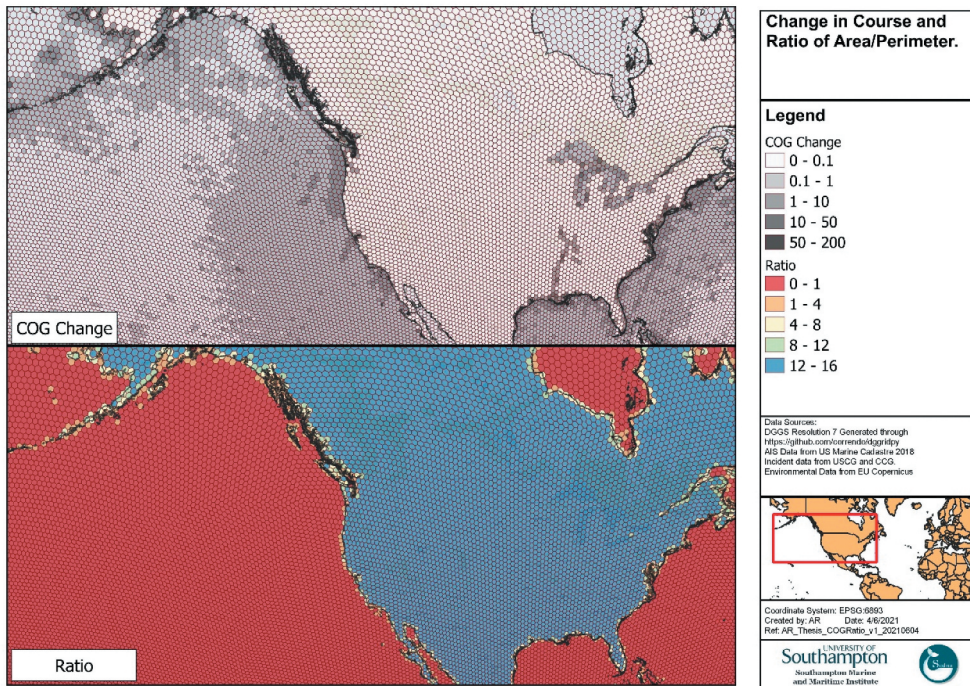 Change in Course and
Ratio of Area/Perimeter.
Legend
COG Change
0 - 0.1
0.1 - 1
1 - 10
10 - 50
50 - 200
Ratio
0 - 1
1 - 4
4 - 8
8 - 12
12 - 16
COG Change
Ratio
Data Sources:
DGGS Resolution 7 Generated through
https://github.com/correndo/dggridpy
AIS Data from US Marine Cadastre 2018
Incident data from USCG and CCG.
Environmental Data from EU Copernicus
Coordinate System: EPSG:6893
Created by: AR Date: 4/6/2021
Ref: AR_Thesis_COGRatio_v1_20210604
UNIVERSITY OF
Southampton
Southampton Marine
and Maritime Institute